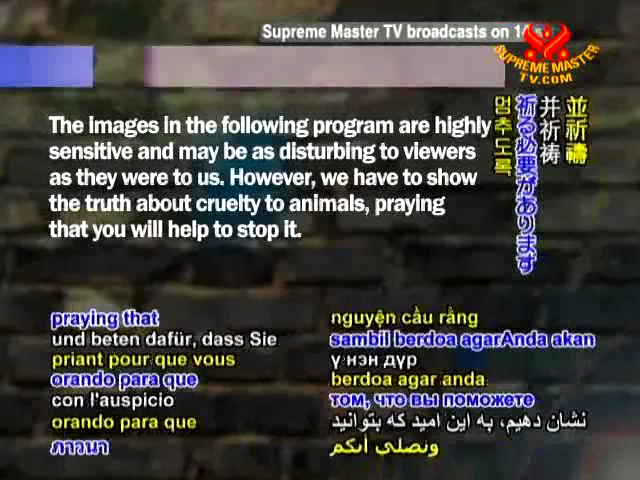 Supreme Master TV broadcasts on 14
SUPREME MASTER
TV.COM
The images in the following program are highly
sensitive and may be as disturbing to viewers
as they were to us. However, we have to show
the truth about cruelty to animals, praying
that you will help to stop it.
並祈禱
并祈祷
祈る必要があります
멈추도록
praying that
und beten dafür, dass Sie
priant pour que vous
orando para que
con l'auspicio
orando para que
ภาวนา
nguyện cầu rằng
sambil berdoa agarAnda akan
ү нэн дүр
berdoa agar anda
том, что вы поможете
نشان دهیم، به این امید که بتوانید
ونصلي أنكم